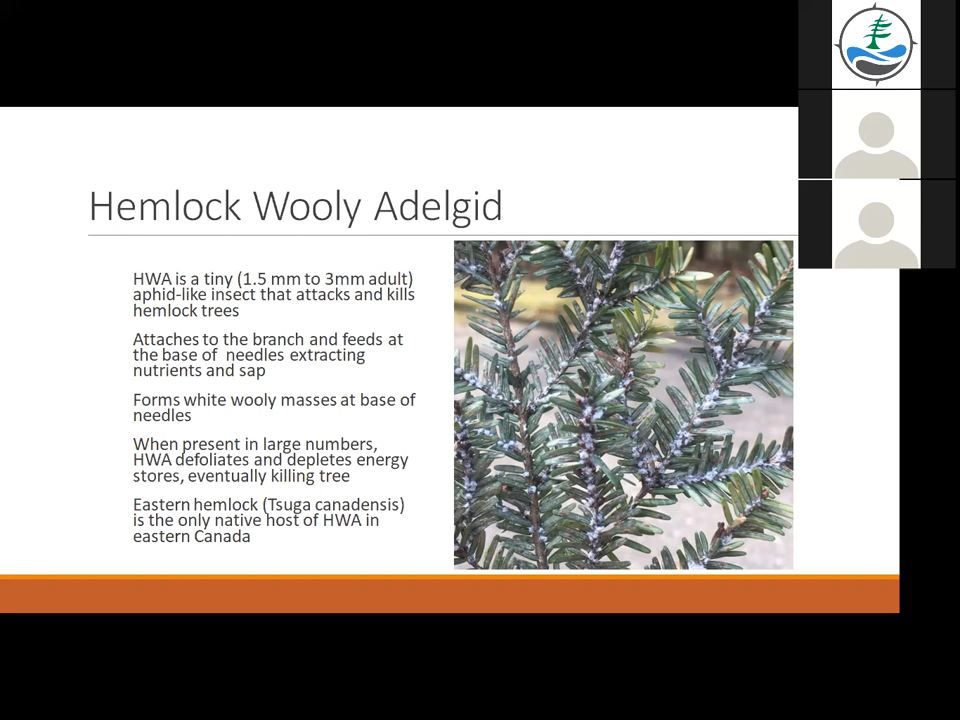 Hemlock Wooly Adelgid
HWA is a tiny (1.5 mm to 3mm adult)
aphid-like insect that attacks and kills
hemlock trees
Attaches to the branch and feeds at
the base of needles extracting
nutrients and sap
Forms white wooly masses at base of
needles
When present in large numbers,
HWA defoliates and depletes energy
stores, eventually killing tree
Eastern hemlock (Tsuga canadensis)
is the only native host of HWA in
eastern Canada